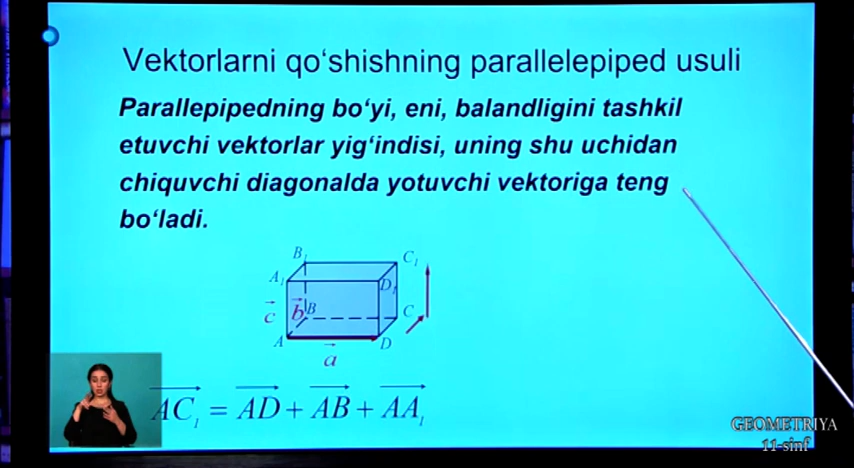 Vektorlarni qo‘shishning parallelepiped usuli
Parallepipedning bo‘yi, eni, balandligini tashkil
etuvchi vektorlar yig‘indisi, uning shu uchidan
chiquvchi diagonalda yotuvchi vektoriga teng
bo‘ladi.
B₁
C₁
A₁
D₁
c⃗
b⃗
B
C
A
D
a⃗
AC₁ = AD + AB + AA₁
GEOMETRIYA
11-sinf